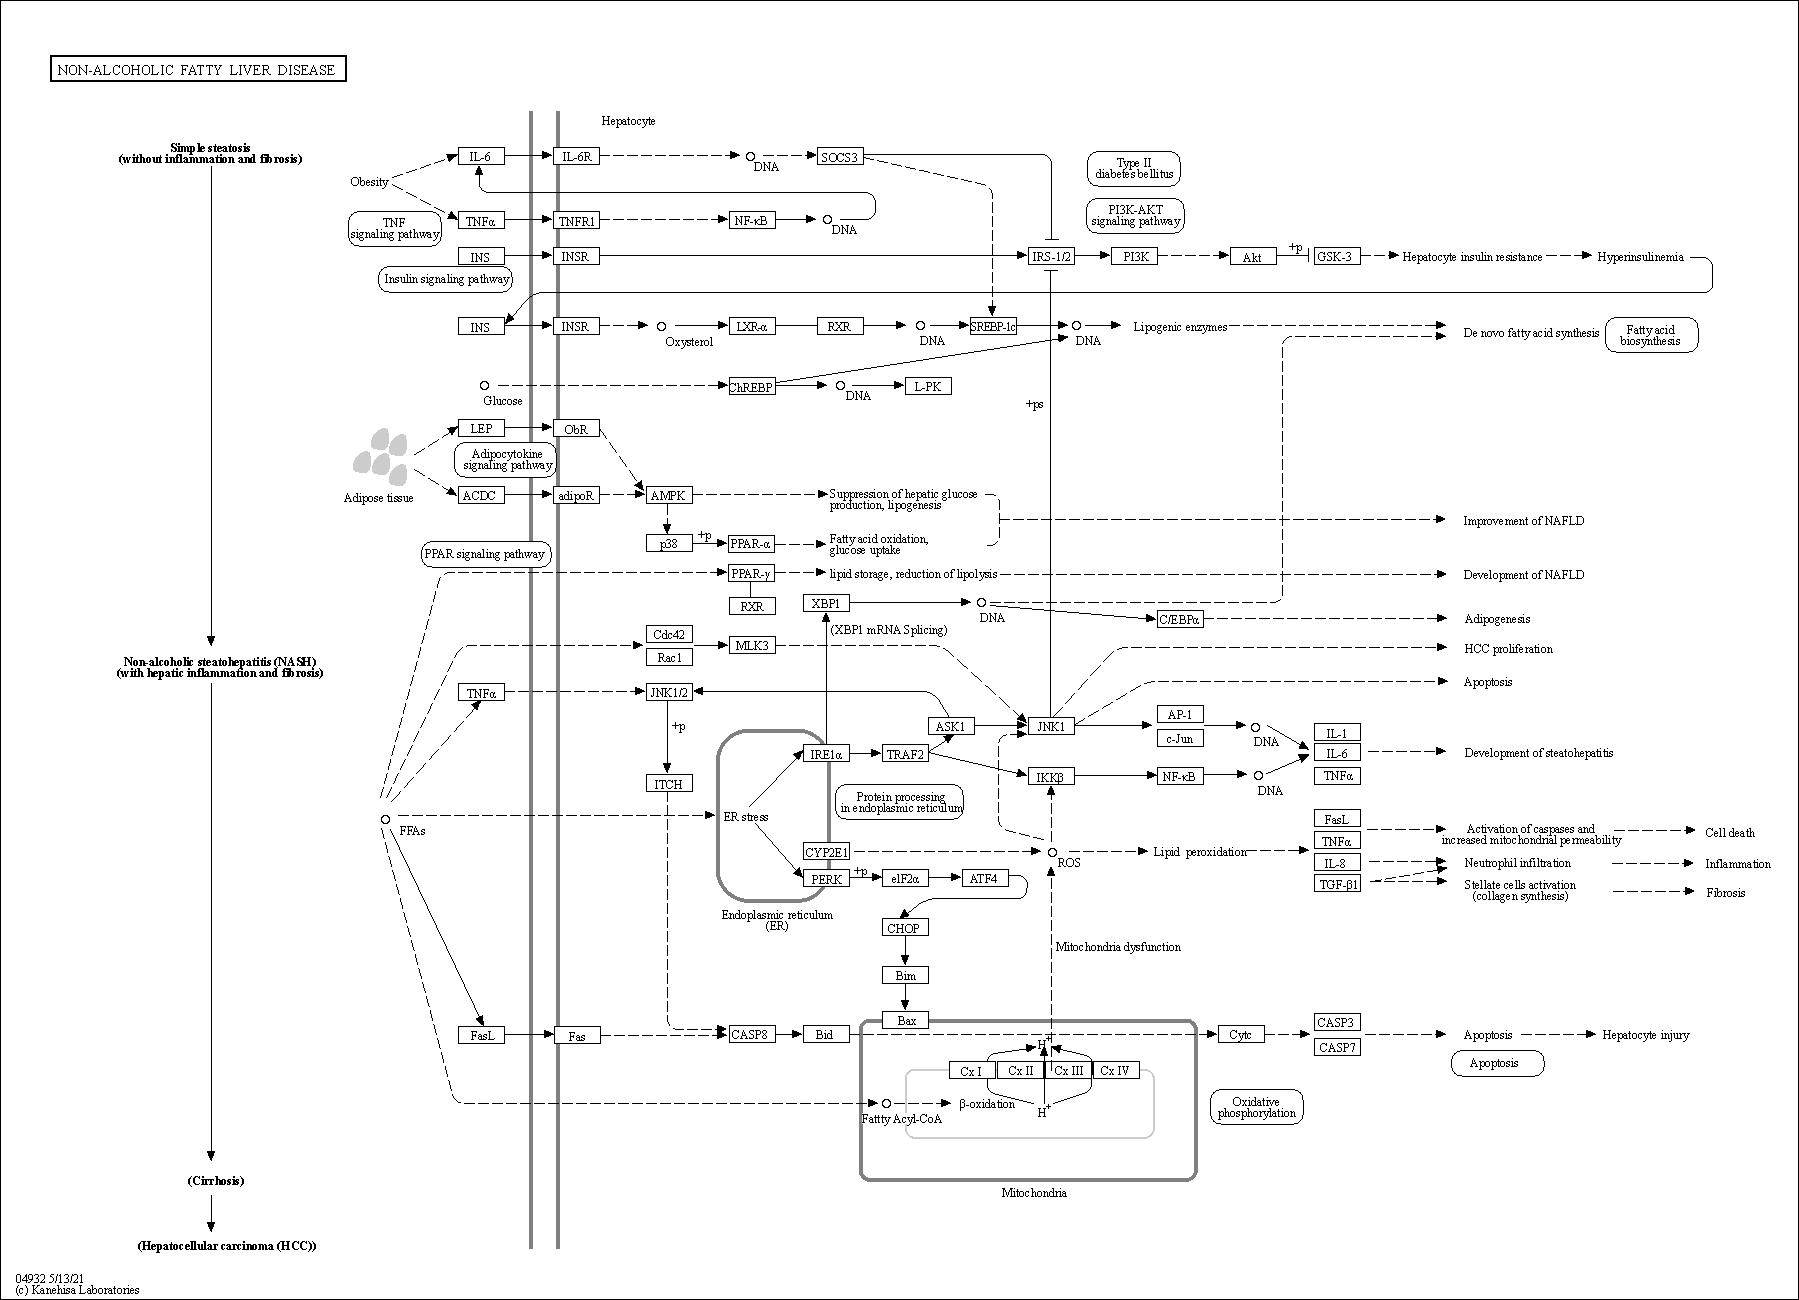 NON-ALCOHOLIC FATTY LIVER DISEASE
Hepatocyte
Simple steatosis
(without inflammation and fibrosis)
IL-6
IL-6R
DNA
SOCS3
Type II
diabetes bellitus
Obesity
TNF
signaling pathway
TNFα
TNFR1
NF-κB
DNA
PI3K-AKT
signaling pathway
INS
INSR
IRS-1/2
PI3K
Akt
+p
GSK-3
Hepatocyte insulin resistance
Hyperinsulinemia
Insulin signaling pathway
INS
INSR
Oxysterol
LXR-α
RXR
DNA
SREBP-1c
DNA
Lipogenic enzymes
De novo fatty acid synthesis
Fatty acid
biosynthesis
Glucose
ChREBP
DNA
L-PK
+ps
LEP
ObR
Adipocytokine
signaling pathway
Adipose tissue
ACDC
adipoR
AMPK
Suppression of hepatic glucose
production, lipogenesis
Improvement of NAFLD
p38
+p
PPAR-α
Fatty acid oxidation,
glucose uptake
PPAR signaling pathway
PPAR-γ
lipid storage, reduction of lipolysis
Development of NAFLD
RXR
XBP1
DNA
C/EBPα
Adipogenesis
(XBP1 mRNA Splicing)
Cdc42
Rac1
MLK3
HCC proliferation
Non-alcoholic steatohepatitis (NASH)
(with hepatic inflammation and fibrosis)
TNFα
JNK1/2
Apoptosis
+p
ASK1
JNK1
AP-1
c-Jun
DNA
IL-1
IL-6
TNFα
Development of steatohepatitis
IRE1α
TRAF2
IKKβ
NF-κB
DNA
ITCH
Protein processing
in endoplasmic reticulum
ER stress
FFAs
CYP2E1
ROS
Lipid peroxidation
FasL
TNFα
IL-8
TGF-β1
Activation of caspases and
increased mitochondrial permeability
Cell death
Neutrophil infiltration
Inflammation
Stellate cells activation
(collagen synthesis)
Fibrosis
PERK
+p
eIF2α
ATF4
Endoplasmic reticulum
(ER)
CHOP
Mitochondria dysfunction
Bim
Bax
FasL
Fas
CASP8
Bid
Cytc
CASP3
CASP7
Apoptosis
Hepatocyte injury
Apoptosis
H+
Cx I
Cx II
Cx III
Cx IV
β-oxidation
H+
Fattty Acyl-CoA
Oxidative
phosphorylation
Mitochondria
(Cirrhosis)
(Hepatocellular carcinoma (HCC))
04932 5/13/21
(c) Kanehisa Laboratories